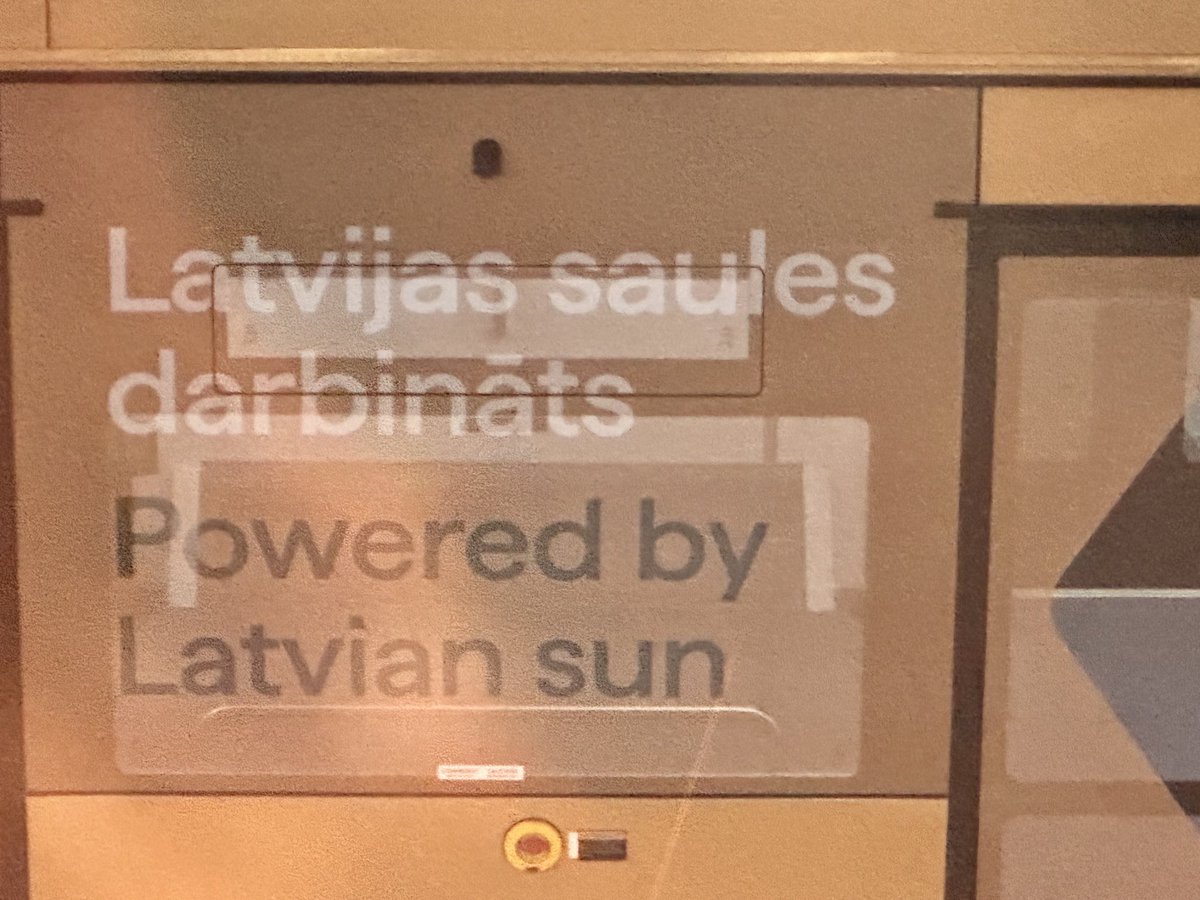 Latvijas saules
darbināts
Powered by
Latvian sun